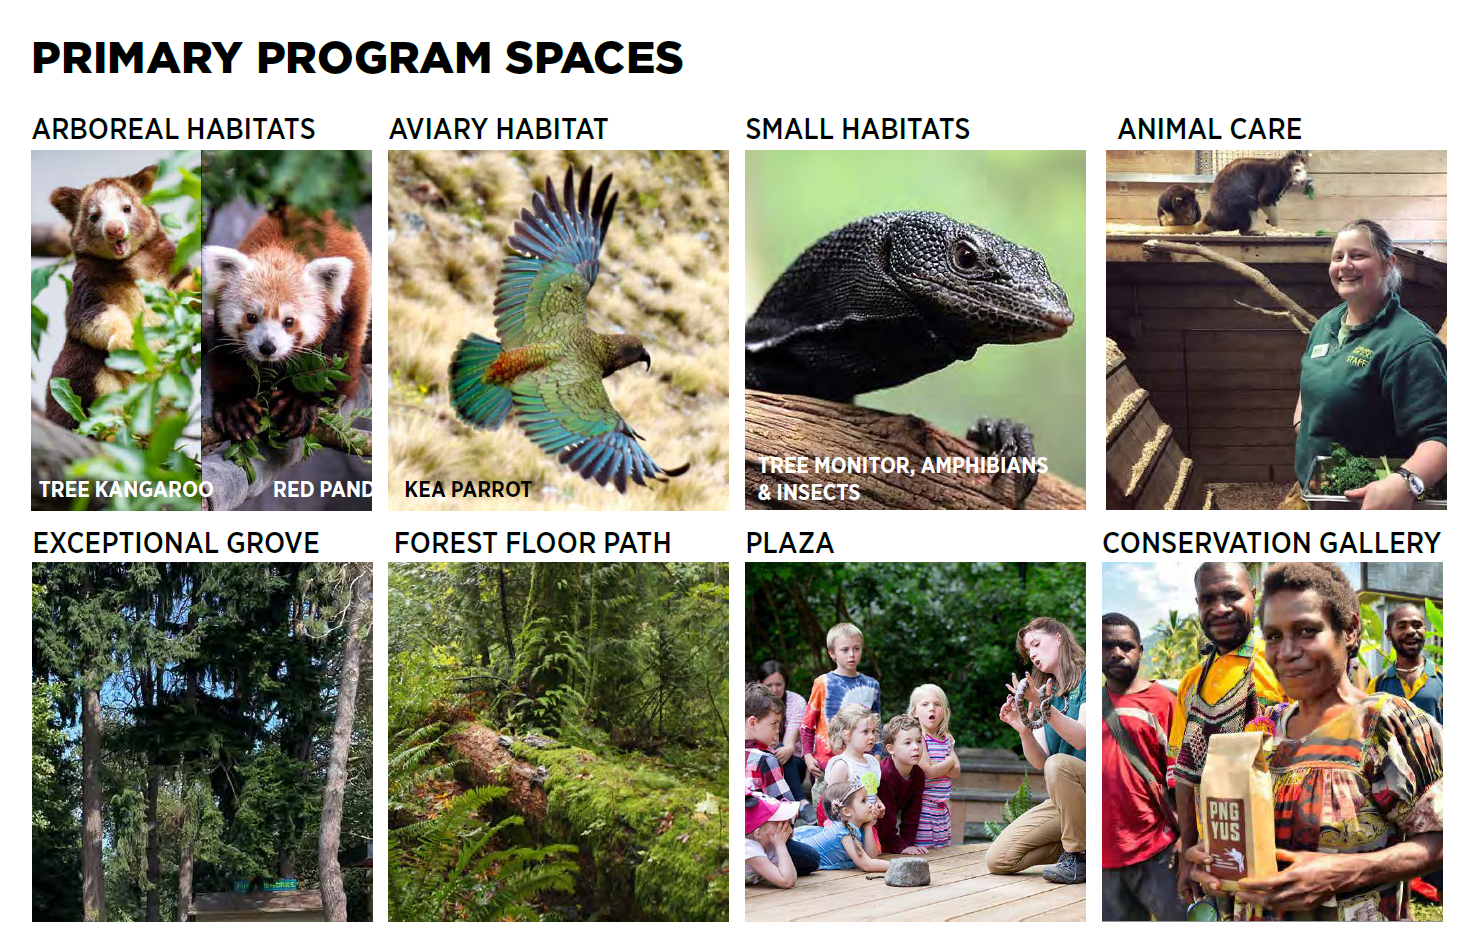 PRIMARY PROGRAM SPACES
ARBOREAL HABITATS
AVIARY HABITAT
SMALL HABITATS
ANIMAL CARE
TREE KANGAROO
RED PAND
KEA PARROT
TREE MONITOR, AMPHIBIANS
& INSECTS
STAFF
EXCEPTIONAL GROVE
FOREST FLOOR PATH
PLAZA
CONSERVATION GALLERY
PNG
YUS